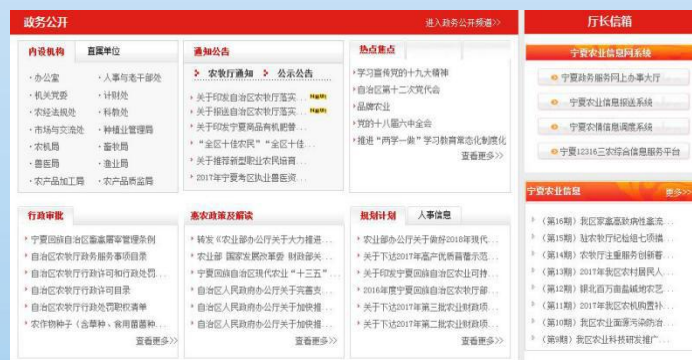 政务公开
进入政务公开频道>>
内设机构 直属单位
·办公室 ·人事与老干部处
·机关党委 ·计财处
·农经法规处 ·科教处
·市场与交流处 ·种植业管理局
·农机局 ·畜牧局
·兽医局 ·渔业局
·农产品加工局 ·农产品质监局
通知公告
农牧厅通知 公示公告
关于印发自治区农牧厅落实...
关于报送自治区农牧厅落实...
关于印发宁夏商品有机肥替...
“全区十佳农民”“全区十佳...
关于推荐新型职业农民培育...
2017年宁夏考区执业兽医资...
热点焦点
学习宣传党的十九大精神
自治区第十二次党代会
品牌农业
党的十八届六中全会
推进“两学一做”学习教育常态化制度化
查看更多>>
行政审批
宁夏回族自治区畜禽屠宰管理条例
自治区农牧厅政务服务事项目录
自治区农牧厅行政许可和行政处罚...
自治区农牧厅行政许可目录
自治区农牧厅行政处罚职权清单
农作物种子（含草种、食用菌菌种...
查看更多>>
惠农政策及解读
转发《农业部办公厅关于大力推进...
农业部 国家发展改革委 财政部关...
宁夏回族自治区现代农业“十三五”...
自治区人民政府办公厅关于完善支...
自治区人民政府办公厅关于加快推...
自治区人民政府办公厅关于加快推...
查看更多>>
规划计划 人事信息
农业部办公厅关于做好2018年现代...
关于下达2017年高产优质苜蓿示范...
关于印发宁夏回族自治区农业可持...
2016年度宁夏回族自治区农牧厅部...
关于下达2017年第三批农业财政项...
关于下达2017年第二批农业财政项...
查看更多>>
厅长信箱
宁夏农业信息网系统
宁夏政务服务网上办事大厅
宁夏农业信息报送系统
宁夏农情信息调度系统
宁夏12316三农综合信息服务平台
宁夏农业信息 更多>>
（第16期）我区家禽高致病性禽流...
（第15期）驻农牧厅纪检组七项措...
（第14期）农牧厅注重服务创新着...
（第13期）2017年我区农村居民人...
（第12期）银北百万亩盐碱地农艺...
（第11期）2017年我区农机购置补...
（第10期）我区农业面源污染防治...
（第9期）我区农业科技研发推广...